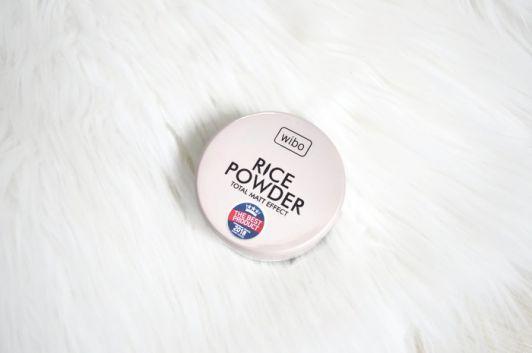 wibo
RICE
POWDER
TOTAL MATT EFFECT
THE BEST
PRODUCT
2018